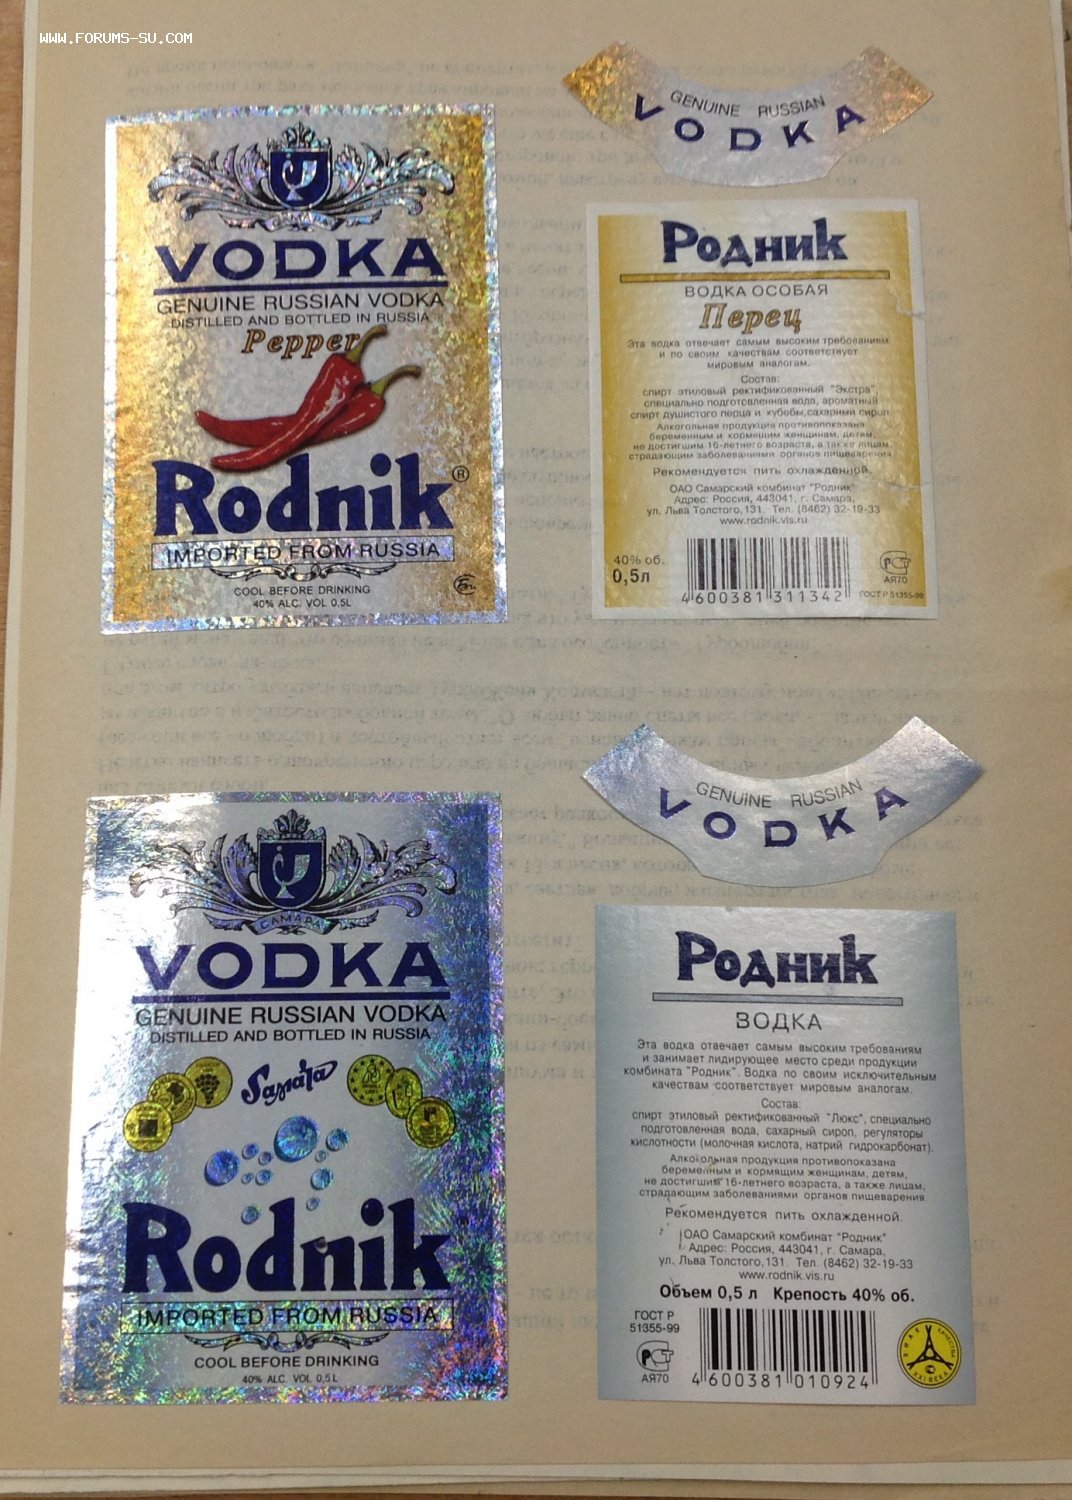 WWW.FORUMS-SU.COM
GENUINE RUSSIAN
VODKA
САМАРА
VODKA
GENUINE RUSSIAN VODKA
DISTILLED AND BOTTLED IN RUSSIA
Pepper
Rodnik®
IMPORTED FROM RUSSIA
COOL BEFORE DRINKING
40% ALC. VOL 0,5L
Родник
ВОДКА ОСОБАЯ
Перец
Эта водка отвечает самым высоким требованиям
и по своим качествам соответствует
мировым аналогам.
Состав:
спирт этиловый ректификованный "Экстра",
специально подготовленная вода, ароматный
спирт душистого перца и кубебы, сахарный сироп
Алкогольная продукция противопоказана
беременным и кормящим женщинам, детям,
не достигшим 16-летнего возраста, а также лицам,
страдающим заболеваниями органов пищеварения
Рекомендуется пить охлажденной.
ОАО Самарский комбинат "Родник"
Адрес: Россия, 443041, г. Самара,
ул. Льва Толстого,131. Тел. (8462) 32-19-33
www.rodnik.vis.ru
40% об.
0,5л
4 600381 311342
РСТ
АЯ70
ГОСТ Р 51355-99
GENUINE RUSSIAN
VODKA
САМАРА
VODKA
GENUINE RUSSIAN VODKA
DISTILLED AND BOTTLED IN RUSSIA
Samara
Rodnik
IMPORTED FROM RUSSIA
COOL BEFORE DRINKING
40% ALC. VOL 0,5L
Родник
ВОДКА
Эта водка отвечает самым высоким требованиям
и занимает лидирующее место среди продукции
комбината "Родник". Водка по своим исключительным
качествам соответствует мировым аналогам.
Состав:
спирт этиловый ректификованный "Люкс", специально
подготовленная вода, сахарный сироп, регуляторы
кислотности (молочная кислота, натрий гидрокарбонат).
Алкогольная продукция противопоказана
беременным и кормящим женщинам, детям,
не достигшим 16-летнего возраста, а также лицам,
страдающим заболеваниями органов пищеварения
Рекомендуется пить охлажденной.
ОАО Самарский комбинат "Родник"
Адрес: Россия, 443041, г. Самара,
ул. Льва Толстого,131. Тел. (8462) 32-19-33
www.rodnik.vis.ru
Объем 0,5 л Крепость 40% об.
ГОСТ Р
51355-99
РСТ
АЯ70
4 600381 010924
ЗНАК КАЧЕСТВА
XXI ВЕКА